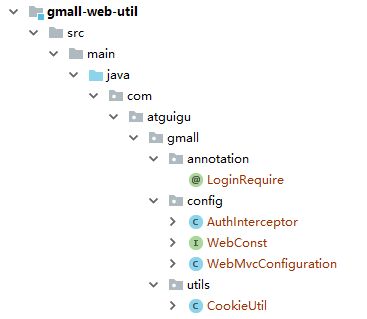 gmall-web-util
src
main
java
com
atguigu
gmall
annotation
@ LoginRequire
config
C AuthInterceptor
I WebConst
C WebMvcConfiguration
utils
C CookieUtil